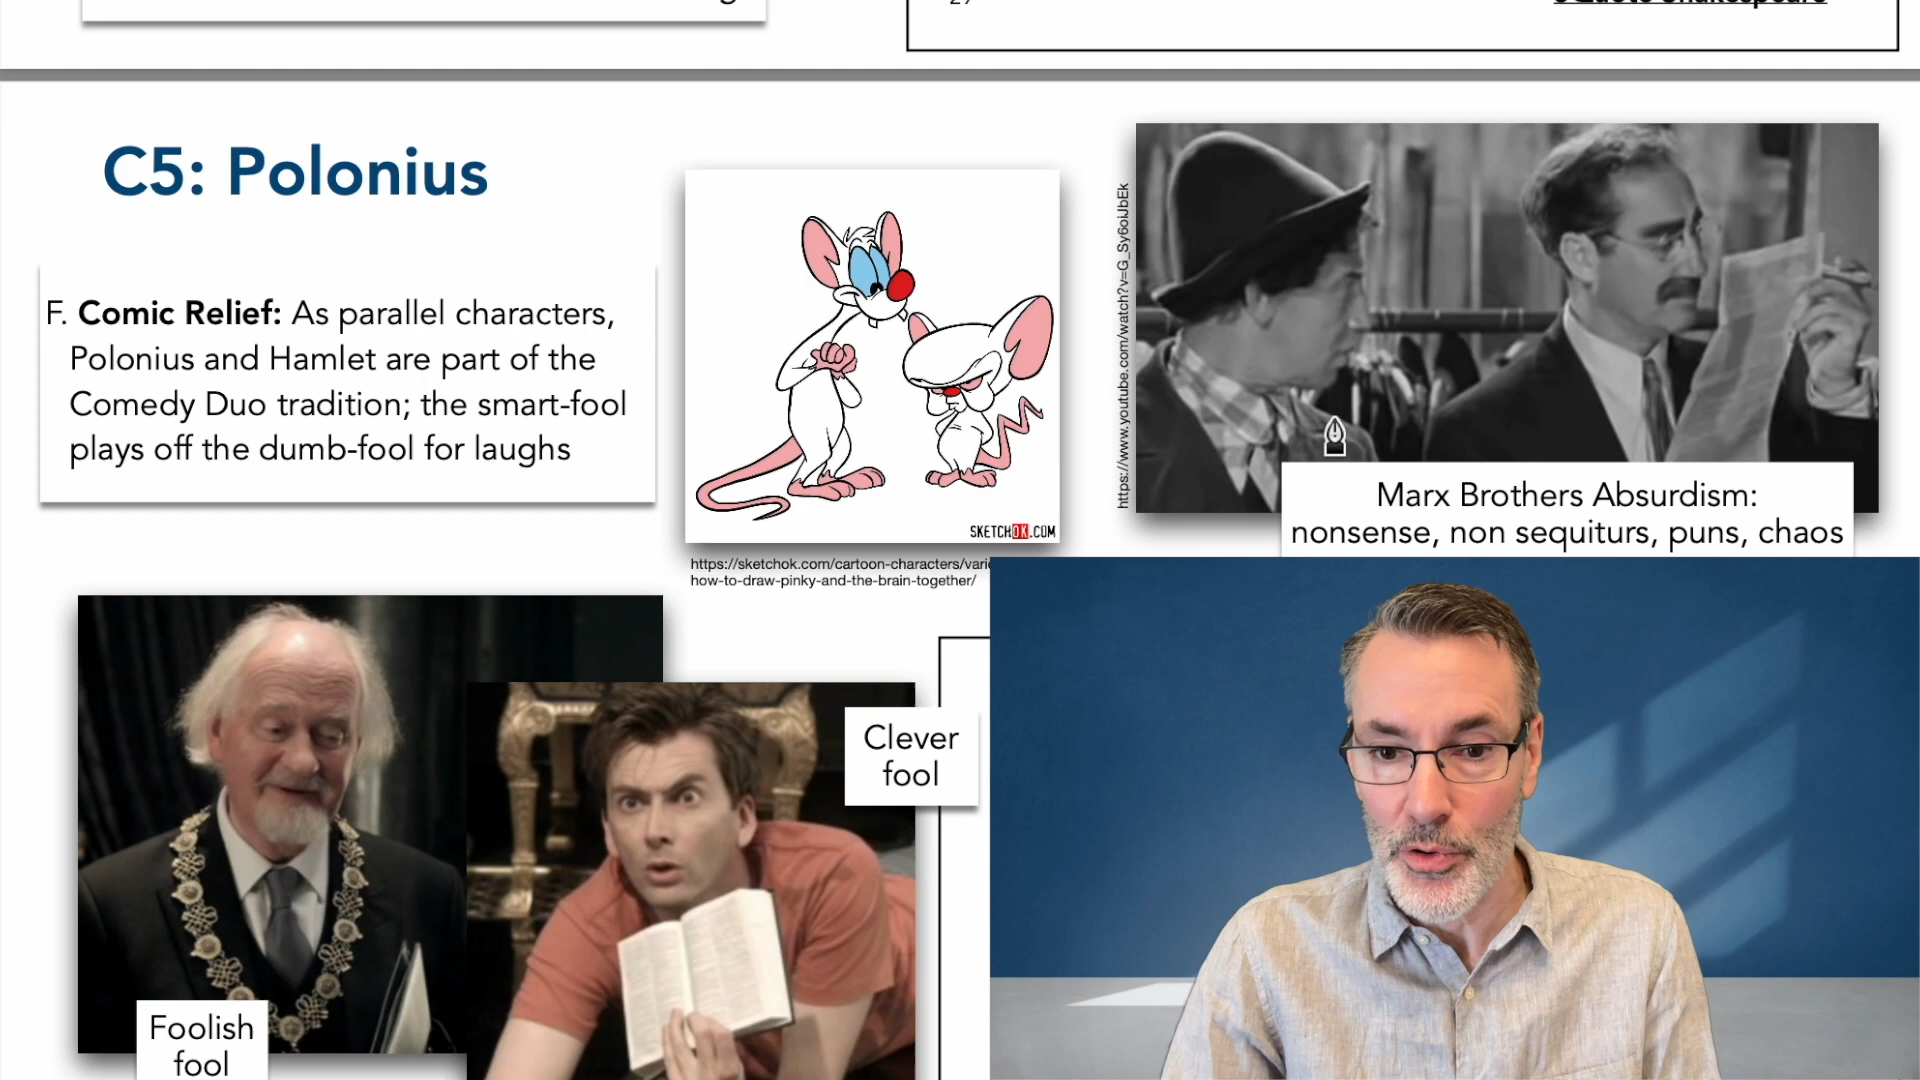 C5: Polonius
F. Comic Relief: As parallel characters,
Polonius and Hamlet are part of the
Comedy Duo tradition; the smart-fool
plays off the dumb-fool for laughs
SKETCHOK.COM
https://sketchok.com/cartoon-characters/vari
how-to-draw-pinky-and-the-brain-together/
https://www.youtube.com/watch?v=G_Sy6oiJbEk
Marx Brothers Absurdism:
nonsense, non sequiturs, puns, chaos
Clever
fool
Foolish
fool